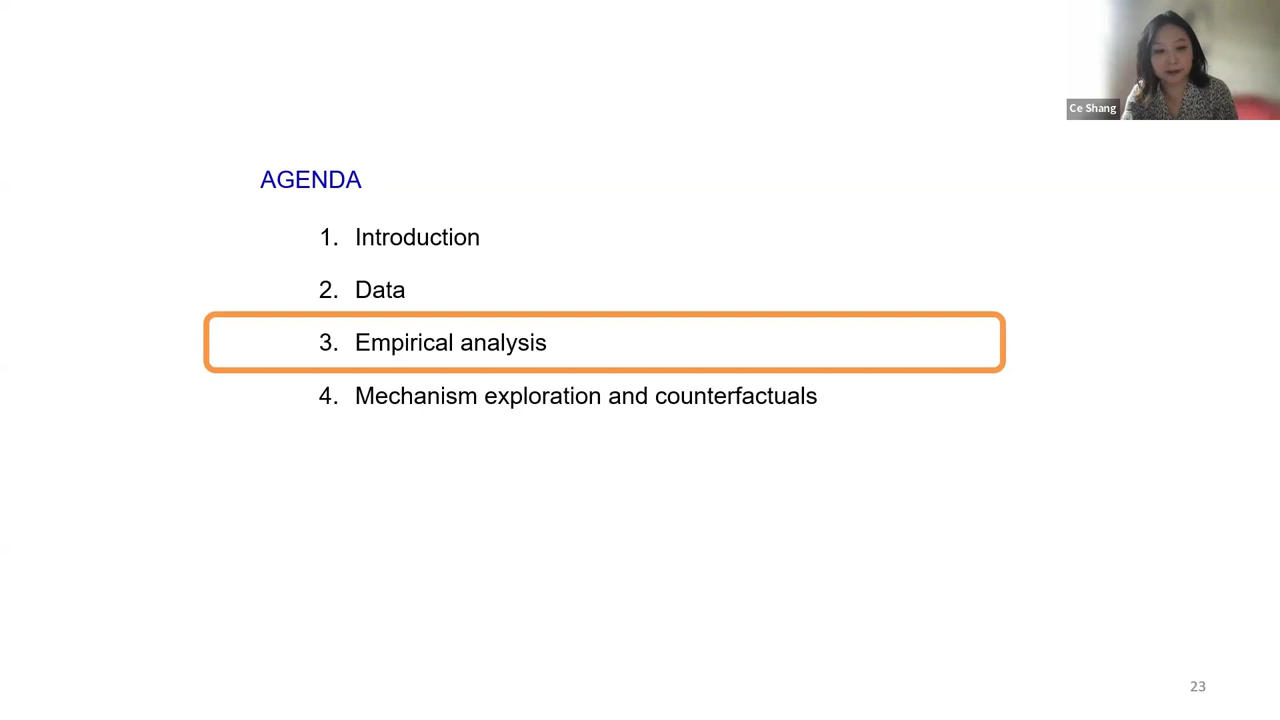 Ce Shang
AGENDA
1. Introduction
2. Data
3. Empirical analysis
4. Mechanism exploration and counterfactuals
23